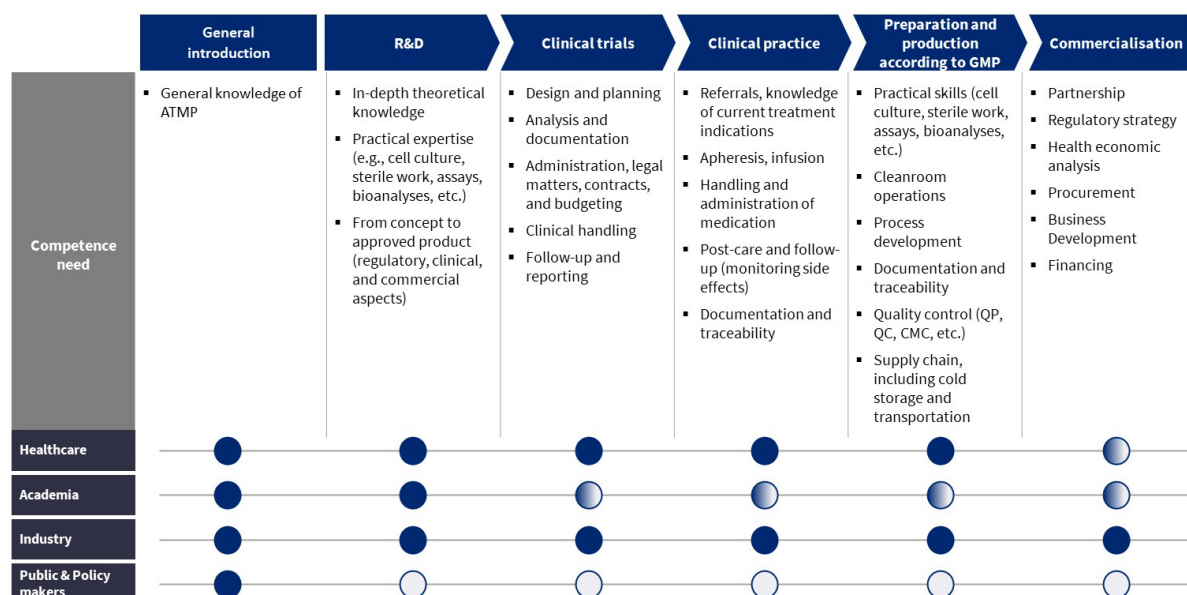 General
introduction
R&D
Clinical trials
Clinical practice
Preparation and
production
according to GMP
Commercialisation
Competence
need
▪ General knowledge of
ATMP
▪ In-depth theoretical
knowledge
▪ Practical expertise
(e.g., cell culture,
sterile work, assays,
bioanalyses, etc.)
▪ From concept to
approved product
(regulatory, clinical,
and commercial
aspects)
▪ Design and planning
▪ Analysis and
documentation
▪ Administration, legal
matters, contracts,
and budgeting
▪ Clinical handling
▪ Follow-up and
reporting
▪ Referrals, knowledge
of current treatment
indications
▪ Apheresis, infusion
▪ Handling and
administration of
medication
▪ Post-care and follow-
up (monitoring side
effects)
▪ Documentation and
traceability
▪ Practical skills (cell
culture, sterile work,
assays, bioanalyses,
etc.)
▪ Cleanroom
operations
▪ Process
development
▪ Documentation and
traceability
▪ Quality control (QP,
QC, CMC, etc.)
▪ Supply chain,
including cold
storage and
transportation
▪ Partnership
▪ Regulatory strategy
▪ Health economic
analysis
▪ Procurement
▪ Business
Development
▪ Financing
Healthcare
Academia
Industry
Public & Policy
makers